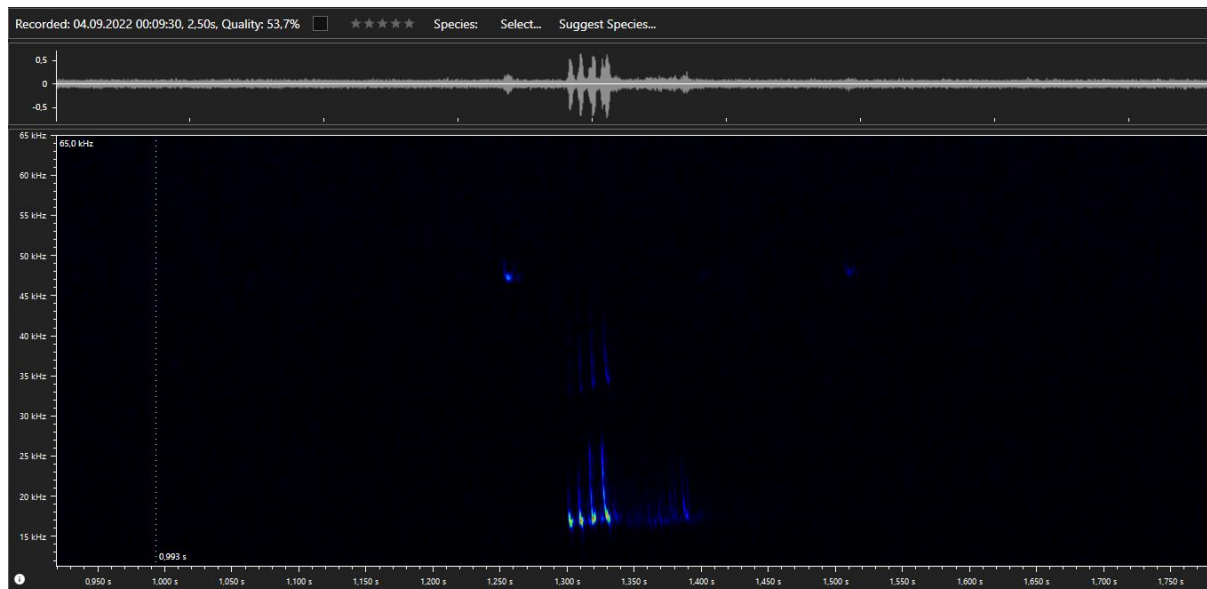 Recorded: 04.09.2022 00:09:30, 2,50s, Quality: 53,7% Species: Select... Suggest Species...
0,5
0
-0,5
65 kHz
65,0 kHz
60 kHz
55 kHz
50 kHz
45 kHz
40 kHz
35 kHz
30 kHz
25 kHz
20 kHz
15 kHz
0,993 s
0,950 s 1,000 s 1,050 s 1,100 s 1,150 s 1,200 s 1,250 s 1,300 s 1,350 s 1,400 s 1,450 s 1,500 s 1,550 s 1,600 s 1,650 s 1,700 s 1,750 s